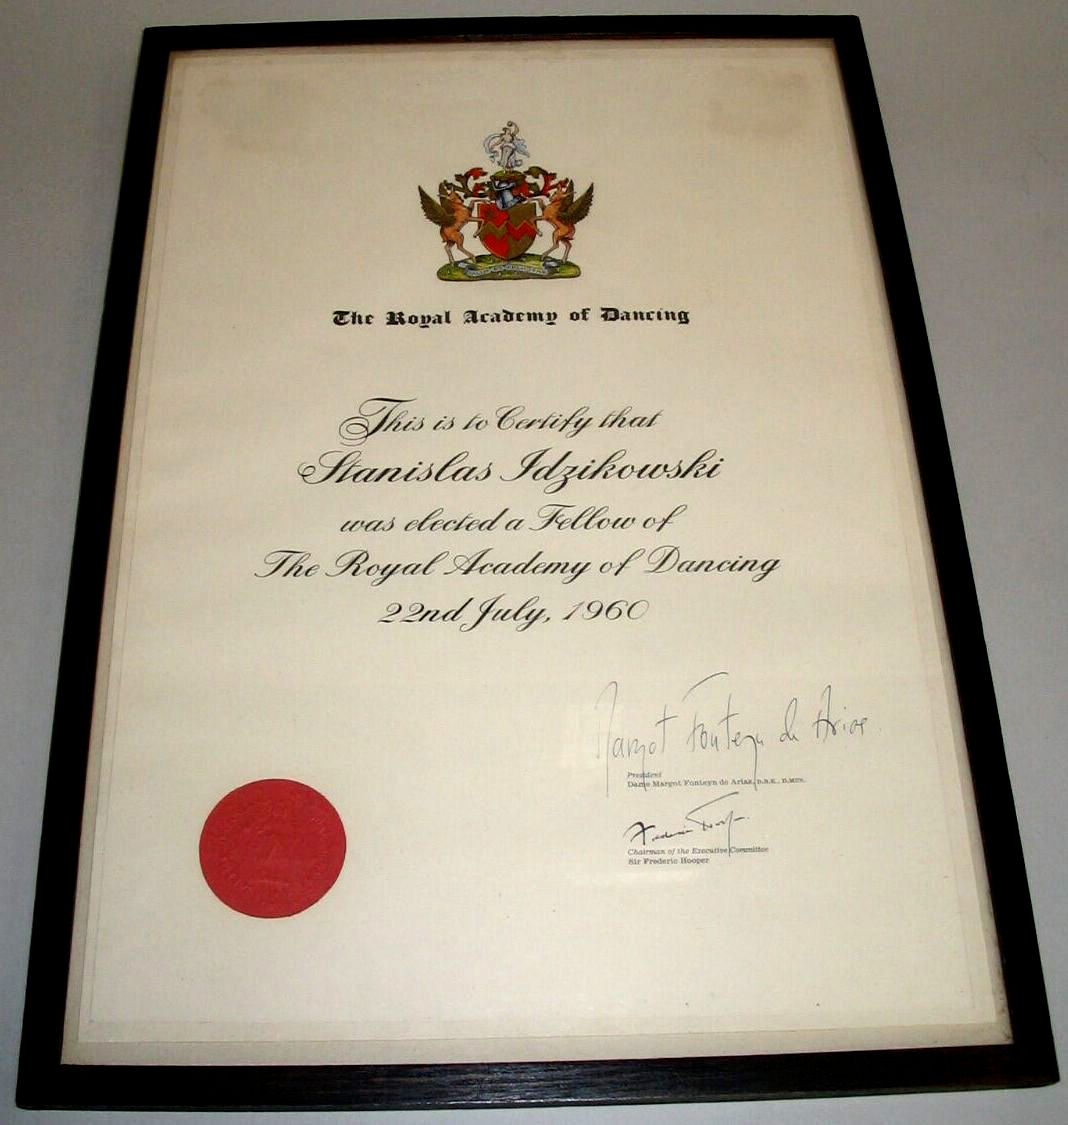 The Royal Academy of Dancing
This is to Certify that
Stanislas Idzikowski
was elected a Fellow of
The Royal Academy of Dancing
22nd July, 1960
Margot Fonteyn de Arias
President
Dame Margot Fonteyn de Arias, D.B.E., D.MUS.
Frederic Hooper
Chairman of the Executive Committee
Sir Frederic Hooper